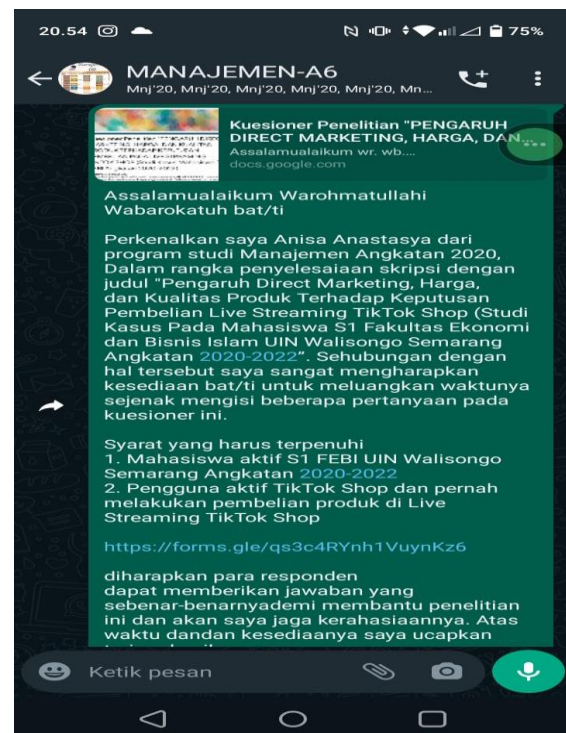 20.54
75%
MANAJEMEN-A6
Mnj'20, Mnj'20, Mnj'20, Mnj'20, Mn...
Kuesioner Penelitian "PENGARUH
DIRECT MARKETING, HARGA, DAN...
Assalamualaikum wr. wb....
docs.google.com
Assalamualaikum Warohmatullahi
Wabarokatuh bat/ti
Perkenalkan saya Anisa Anastasya dari
program studi Manajemen Angkatan 2020,
Dalam rangka penyelesaiaan skripsi dengan
judul "Pengaruh Direct Marketing, Harga,
dan Kualitas Produk Terhadap Keputusan
Pembelian Live Streaming TikTok Shop (Studi
Kasus Pada Mahasiswa S1 Fakultas Ekonomi
dan Bisnis Islam UIN Walisongo Semarang
Angkatan 2020-2022". Sehubungan dengan
hal tersebut saya sangat mengharapkan
kesediaan bat/ti untuk meluangkan waktunya
sejenak mengisi beberapa pertanyaan pada
kuesioner ini.
Syarat yang harus terpenuhi
1. Mahasiswa aktif S1 FEBI UIN Walisongo
Semarang Angkatan 2020-2022
2. Pengguna aktif TikTok Shop dan pernah
melakukan pembelian produk di Live
Streaming TikTok Shop
https://forms.gle/qs3c4RYnh1VuynKz6
diharapkan para responden
dapat memberikan jawaban yang
sebenar-benarnyademi membantu penelitian
ini dan akan saya jaga kerahasiaannya. Atas
waktu dandan kesediaanya saya ucapkan
Ketik pesan